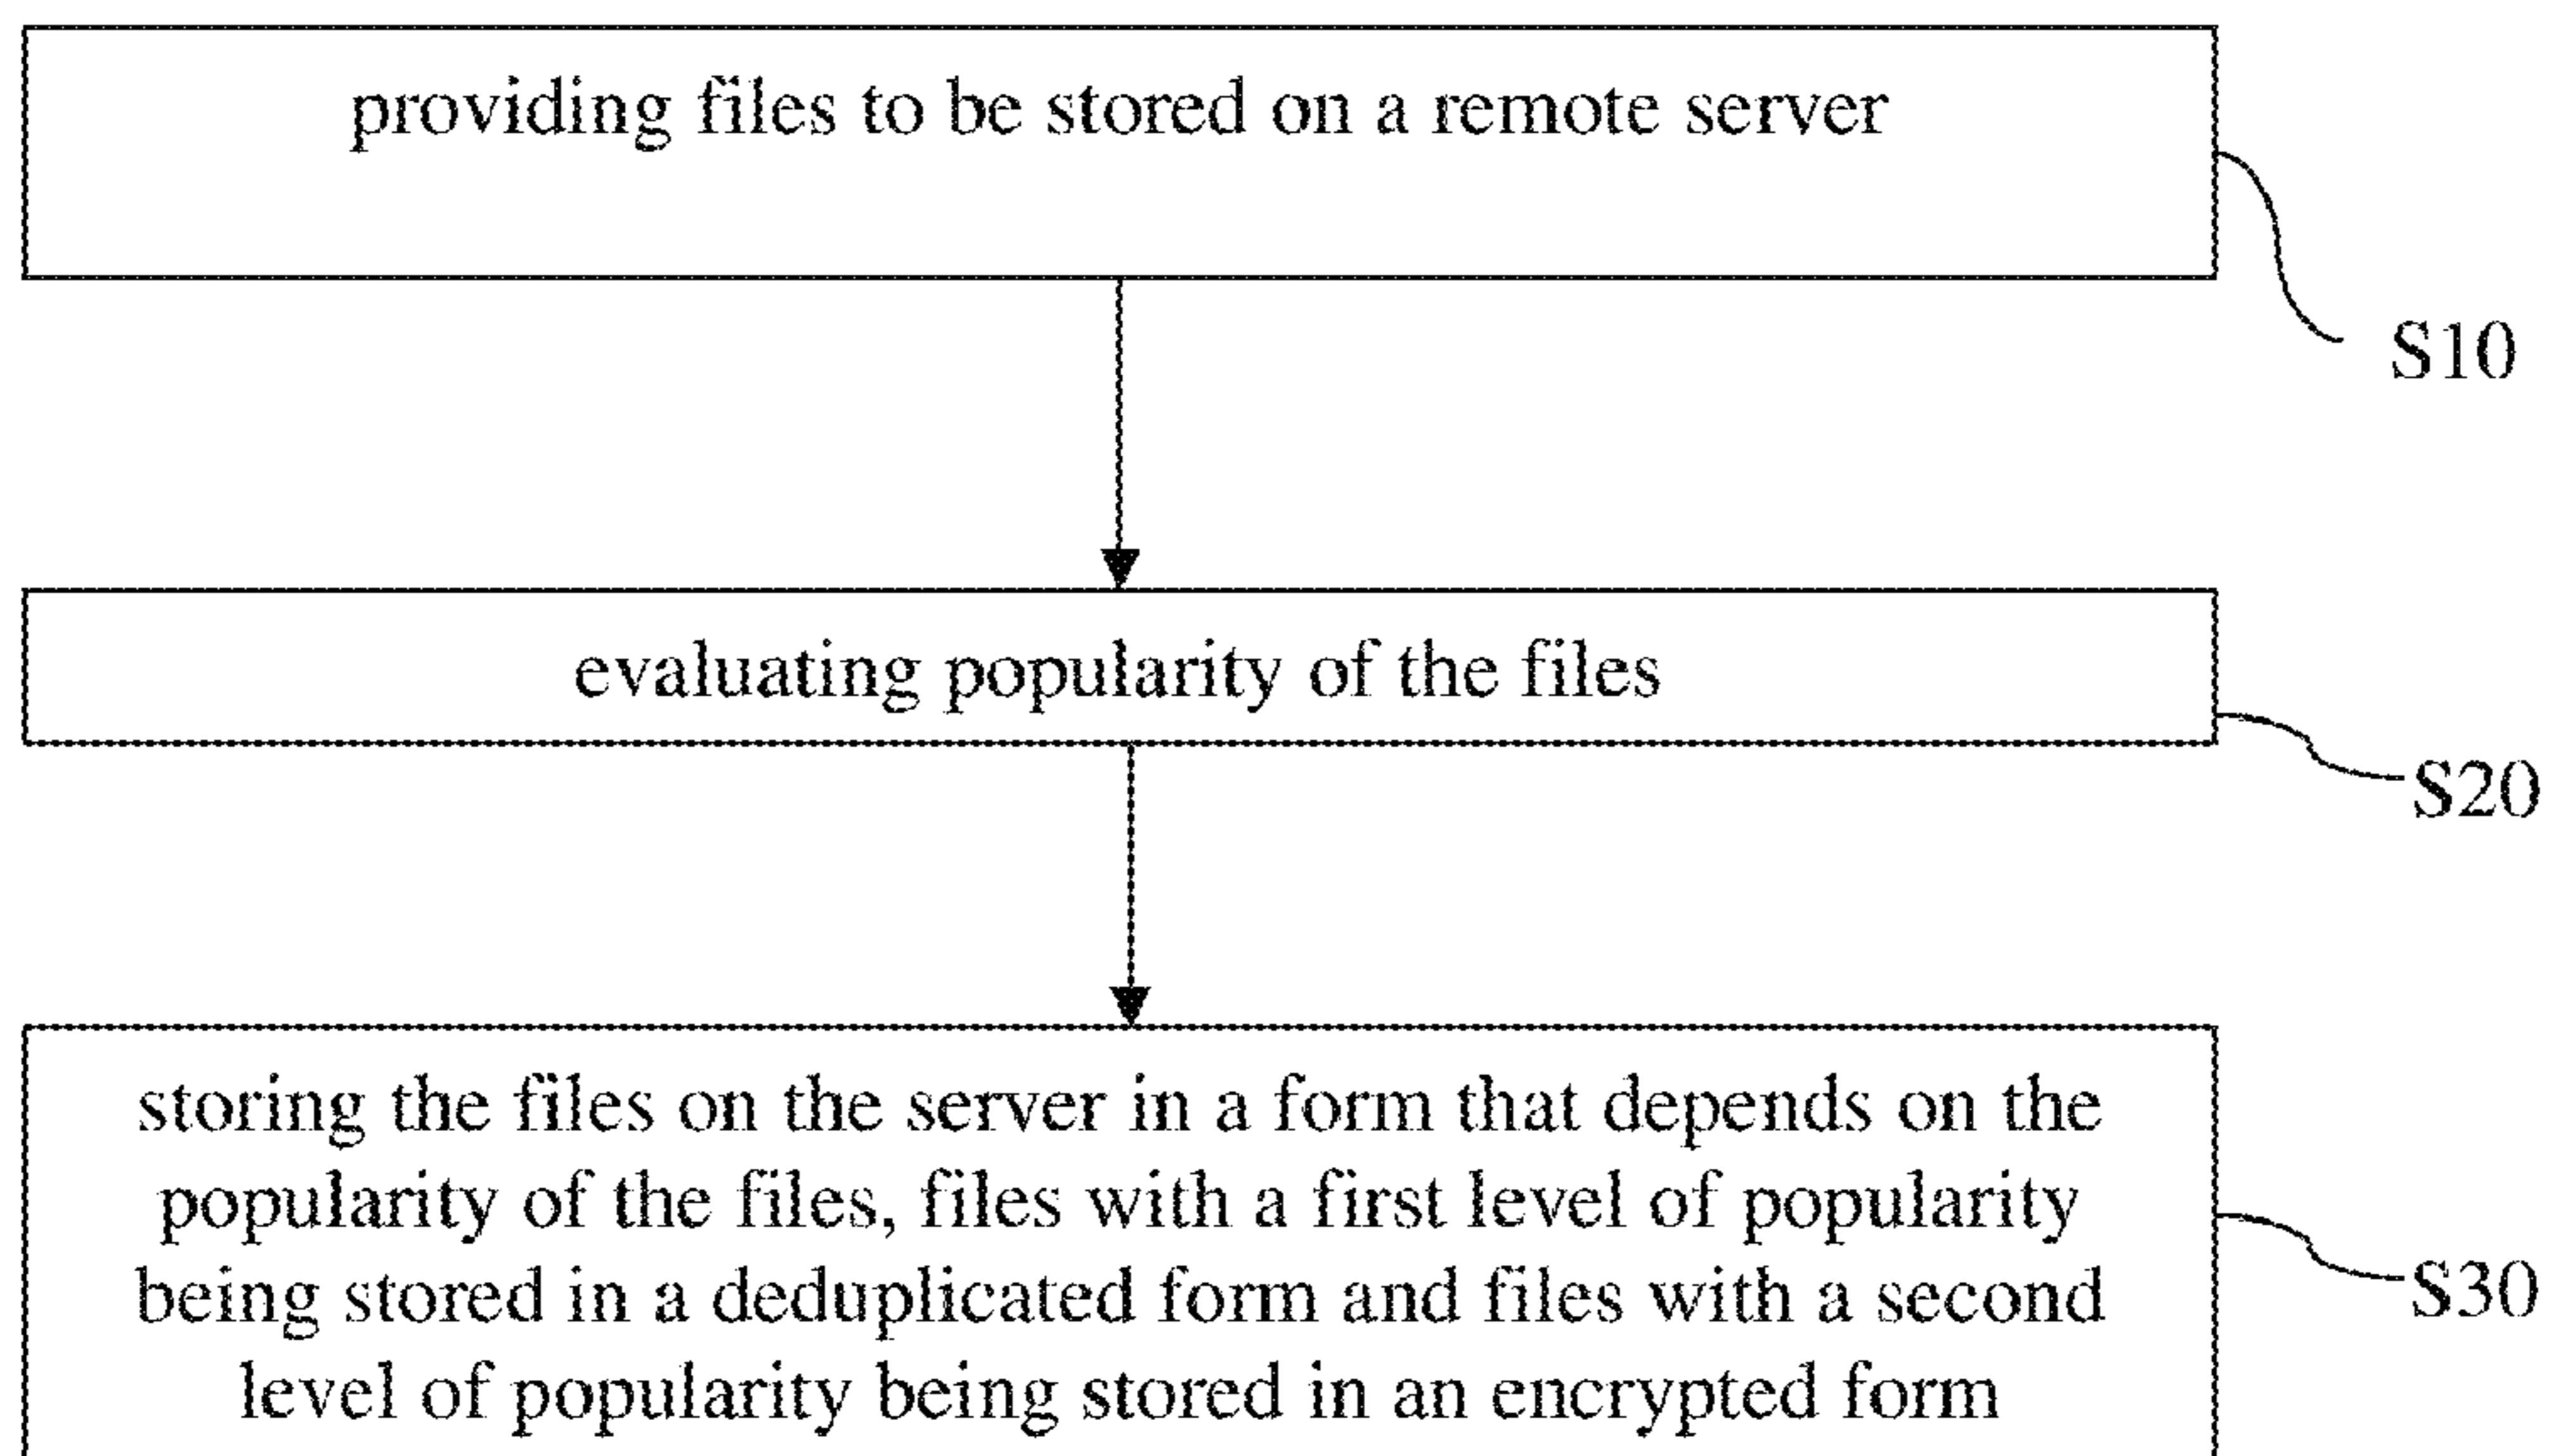 providing files to be stored on a remote server
S10
evaluating popularity of the files
S20
storing the files on the server in a form that depends on the
popularity of the files, files with a first level of popularity
being stored in a deduplicated form and files with a second
level of popularity being stored in an encrypted form
S30